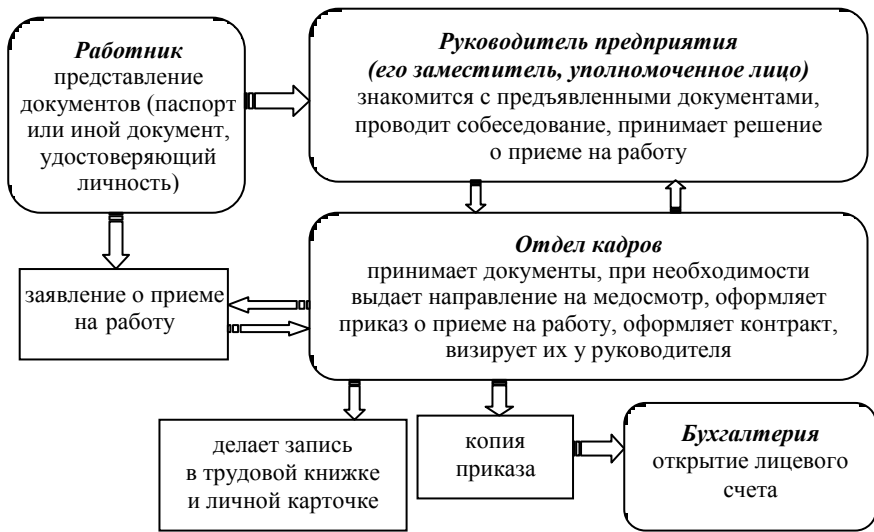 Работник
представление
документов (паспорт
или иной документ,
удостоверяющий
личность)
Руководитель предприятия
(его заместитель, уполномоченное лицо)
знакомится с предъявленными документами,
проводит собеседование, принимает решение
о приеме на работу
заявление о приеме
на работу
Отдел кадров
принимает документы, при необходимости
выдает направление на медосмотр, оформляет
приказ о приеме на работу, оформляет контракт,
визирует их у руководителя
делает запись
в трудовой книжке
и личной карточке
копия
приказа
Бухгалтерия
открытие лицевого
счета